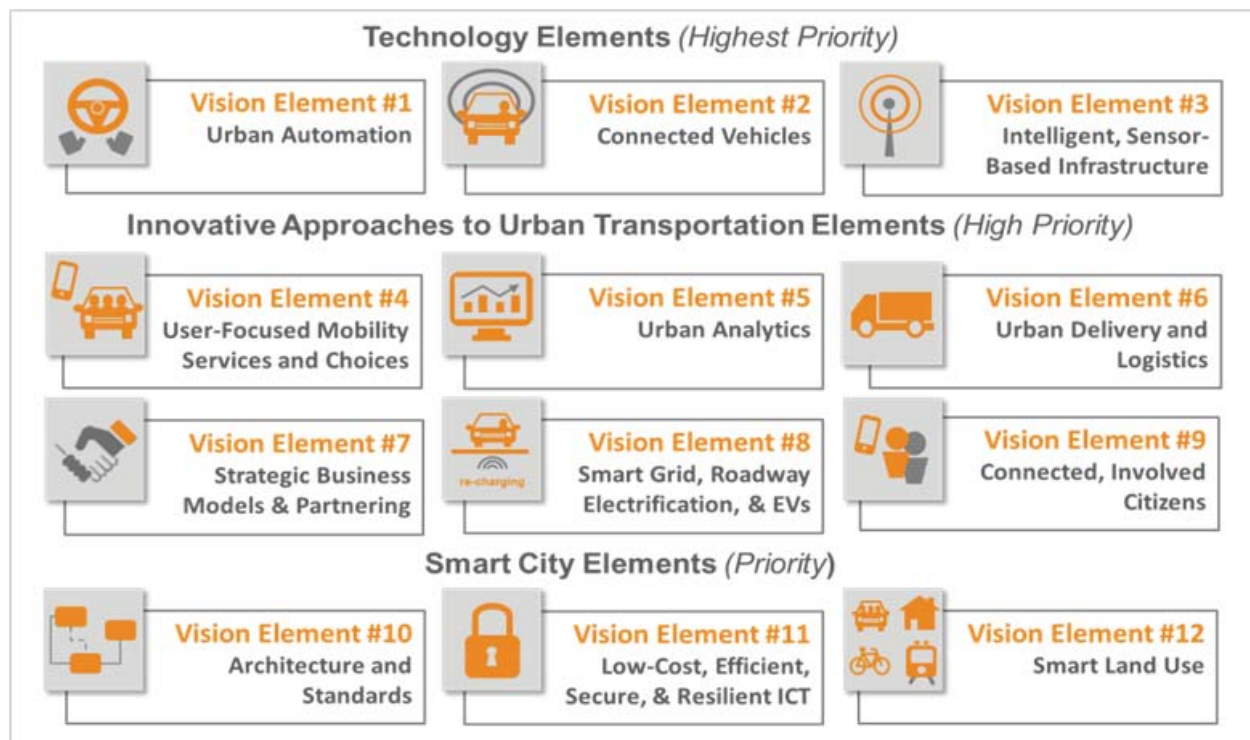 Technology Elements (Highest Priority)
Vision Element #1
Urban Automation
Vision Element #2
Connected Vehicles
Vision Element #3
Intelligent, Sensor-
Based Infrastructure
Innovative Approaches to Urban Transportation Elements (High Priority)
Vision Element #4
User-Focused Mobility
Services and Choices
Vision Element #5
Urban Analytics
Vision Element #6
Urban Delivery and
Logistics
Vision Element #7
Strategic Business
Models & Partnering
re-charging
Vision Element #8
Smart Grid, Roadway
Electrification, & EVs
Vision Element #9
Connected, Involved
Citizens
Smart City Elements (Priority)
Vision Element #10
Architecture and
Standards
Vision Element #11
Low-Cost, Efficient,
Secure, & Resilient ICT
Vision Element #12
Smart Land Use